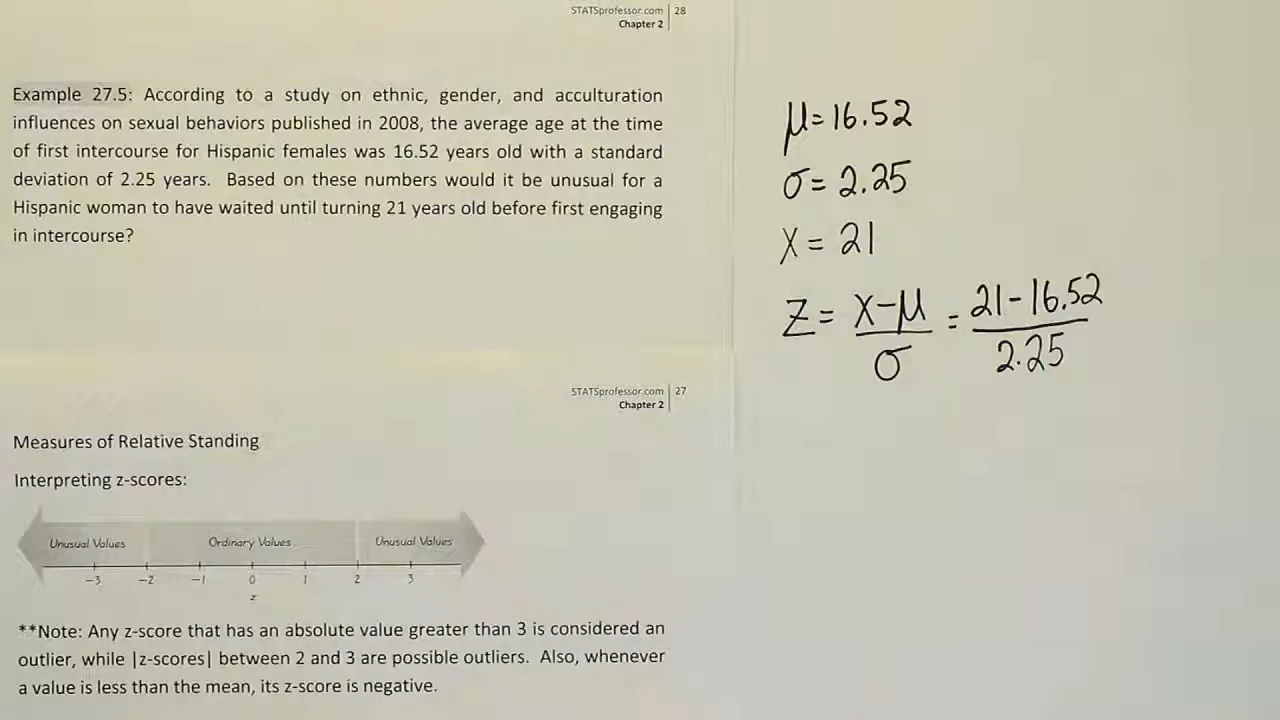 STATSprofessor.com | 28
Chapter 2
Example 27.5: According to a study on ethnic, gender, and acculturation
influences on sexual behaviors published in 2008, the average age at the time
of first intercourse for Hispanic females was 16.52 years old with a standard
deviation of 2.25 years. Based on these numbers would it be unusual for a
Hispanic woman to have waited until turning 21 years old before first engaging
in intercourse?
μ=16.52
σ=2.25
X=21
Z= X-μ = 21-16.52
σ 2.25
STATSprofessor.com | 27
Chapter 2
Measures of Relative Standing
Interpreting z-scores:
Unusual Values Ordinary Values Unusual Values
-3 -2 -1 0 1 2 3
z
**Note: Any z-score that has an absolute value greater than 3 is considered an
outlier, while |z-scores| between 2 and 3 are possible outliers. Also, whenever
a value is less than the mean, its z-score is negative.